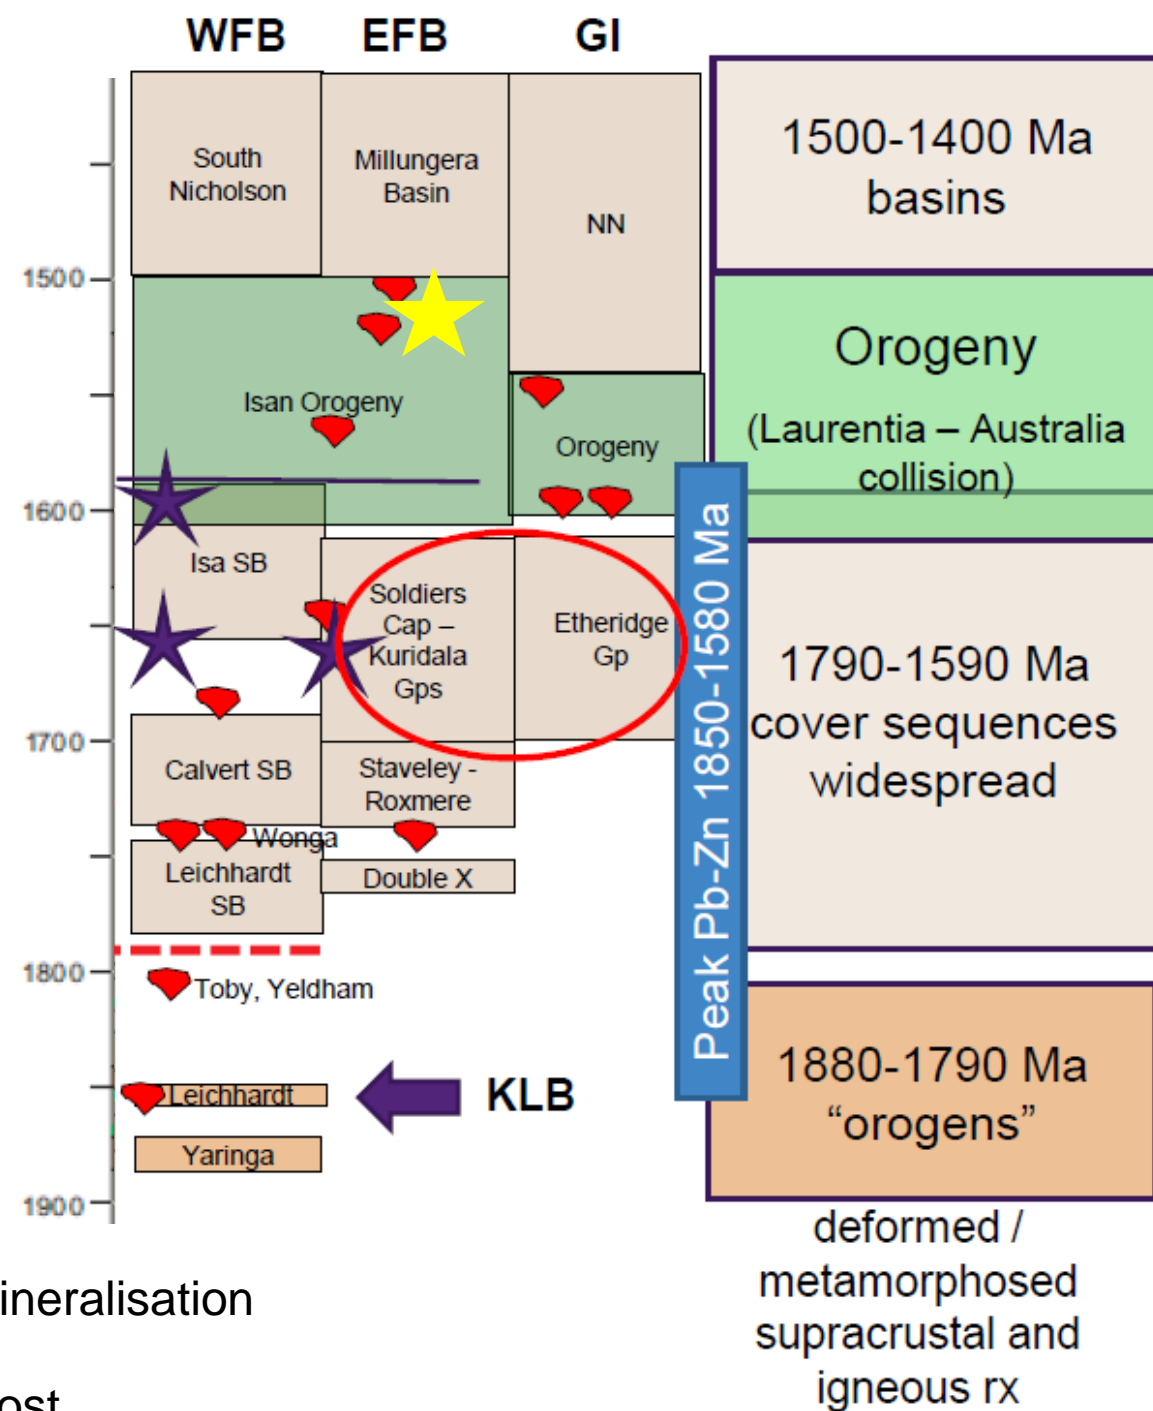 WFB EFB GI
South
Nicholson
Millungera
Basin
NN
1500-1400 Ma
basins
1500
Isan Orogeny
Orogeny
Orogeny
(Laurentia – Australia
collision)
1600
Isa SB
Soldiers
Cap –
Kuridala
Gps
Etheridge
Gp
Peak Pb-Zn 1850-1580 Ma
1790-1590 Ma
cover sequences
widespread
1700
Calvert SB
Staveley -
Roxmere
Wonga
Leichhardt
SB
Double X
1800
Toby, Yeldham
Leichhardt
KLB
Yaringa
1880-1790 Ma
“orogens”
1900
deformed /
metamorphosed
supracrustal and
igneous rx
ineralisation
ost